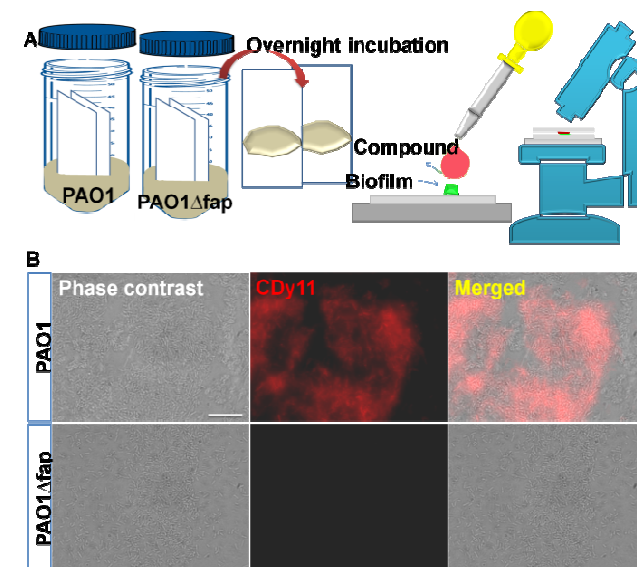 A
Overnight incubation
Compound
Biofilm
PAO1
PAO1Δfap
B
Phase contrast
CDy11
Merged
PAO1
PAO1Δfap